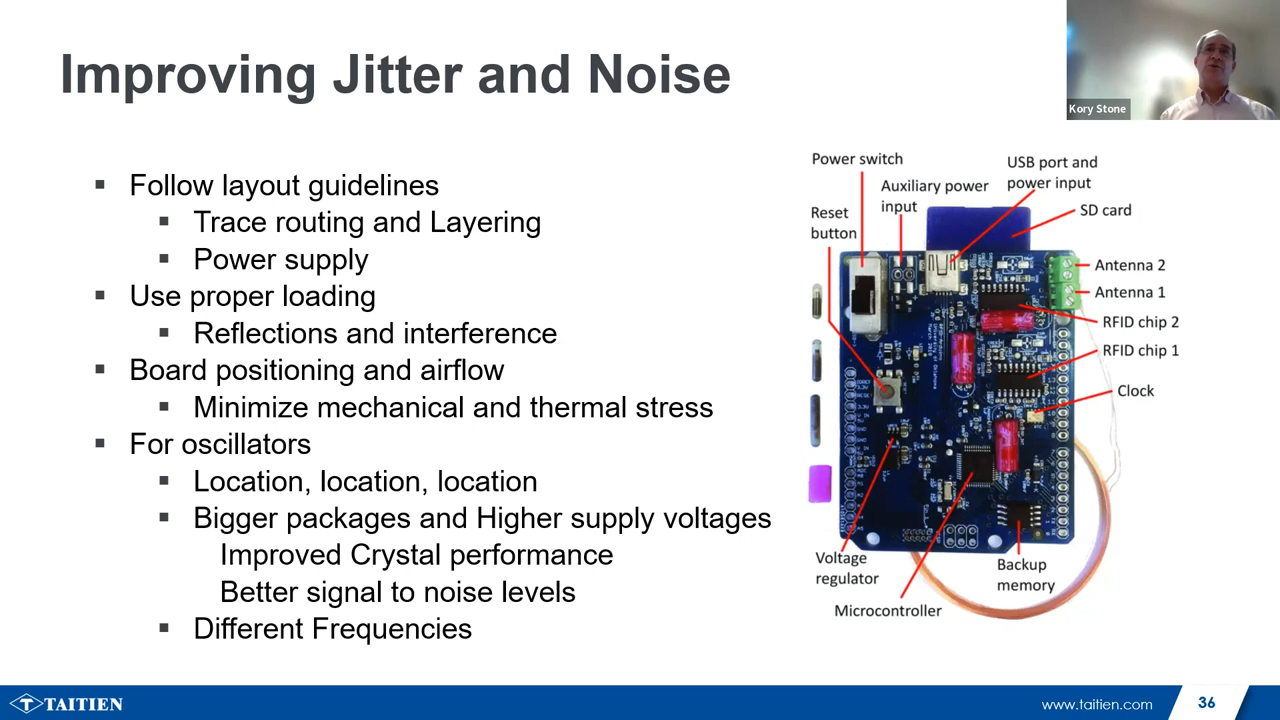 Improving Jitter and Noise
Kory Stone
Follow layout guidelines
Trace routing and Layering
Power supply
Use proper loading
Reflections and interference
Board positioning and airflow
Minimize mechanical and thermal stress
For oscillators
Location, location, location
Bigger packages and Higher supply voltages
Improved Crystal performance
Better signal to noise levels
Different Frequencies
Power switch
Auxiliary power
input
USB port and
power input
SD card
Reset
button
Antenna 2
Antenna 1
RFID chip 2
RFID chip 1
Clock
Voltage
regulator
Microcontroller
Backup
memory
TAITIEN
www.taitien.com
36